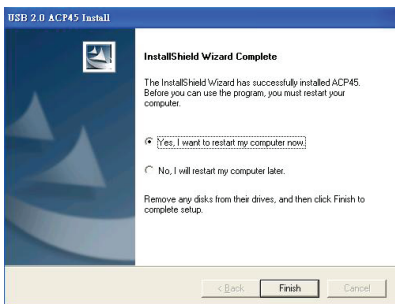 USB 2.0 ACP45 Install
InstallShield Wizard Complete
The InstallShield Wizard has successfully installed ACP45.
Before you can use the program, you must restart your
computer.
Yes, I want to restart my computer now.
No, I will restart my computer later.
Remove any disks from their drives, and then click Finish to
complete setup.
< Back Finish Cancel